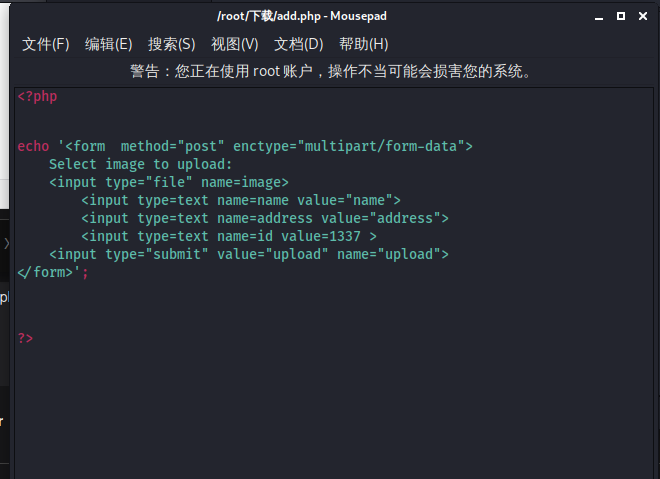 /root/下载/add.php - Mousepad
文件(F) 编辑(E) 搜索(S) 视图(V) 文档(D) 帮助(H)
警告：您正在使用 root 账户，操作不当可能会损害您的系统。
<?php
echo '<form  method="post" enctype="multipart/form-data">
    Select image to upload:
    <input type="file" name=image>
        <input type=text name=name value="name">
        <input type=text name=address value="address">
        <input type=text name=id value=1337 >
    <input type="submit" value="upload" name="upload">
</form>';
?>